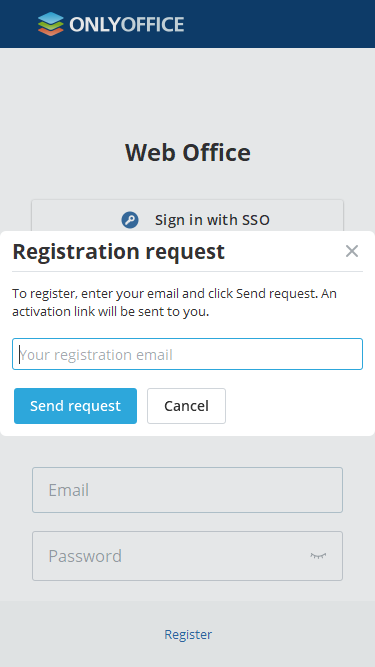 ONLYOFFICE
Web Office
Sign in with SSO
Registration request
To register, enter your email and click Send request. An
activation link will be sent to you.
Your registration email
Send request
Cancel
Email
Password
Register